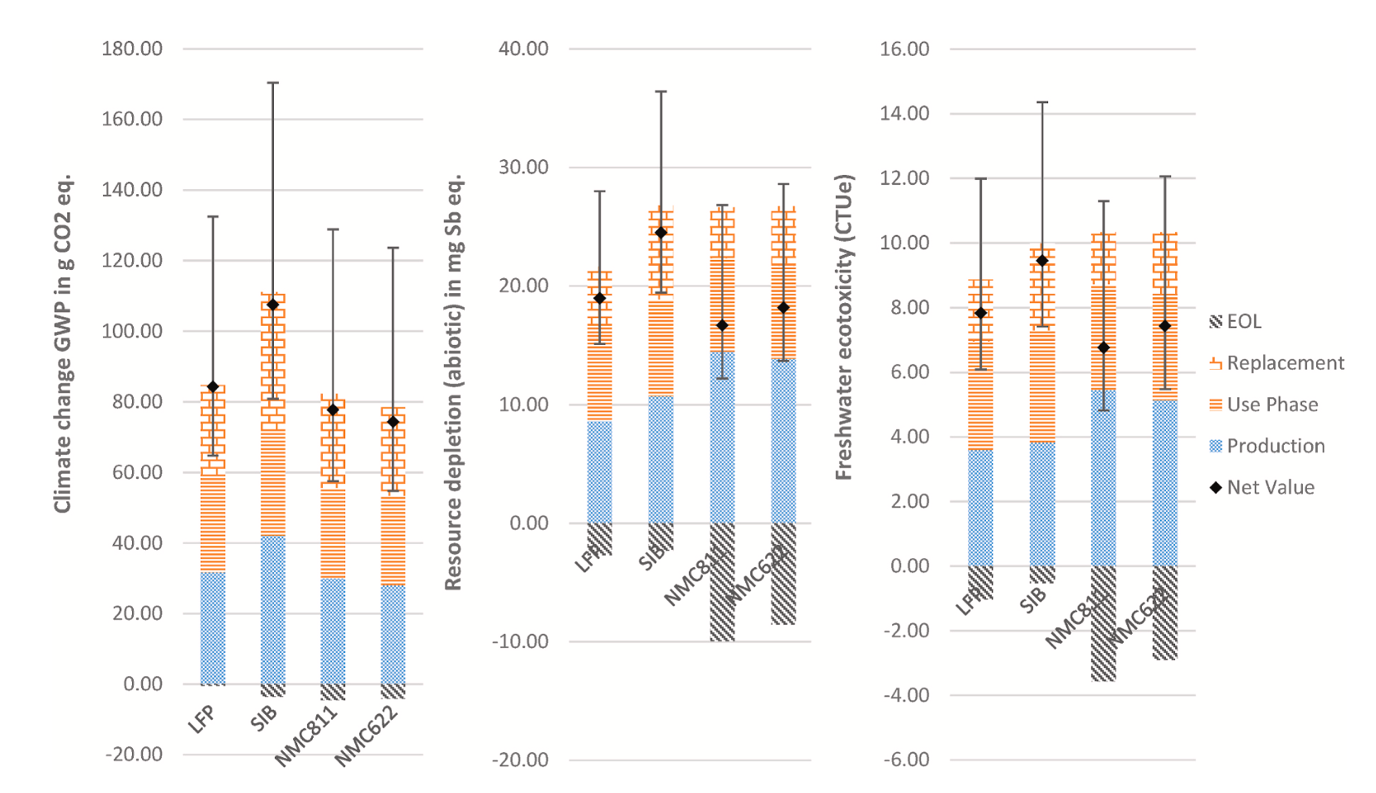 Climate change GWP in g CO2 eq.
180.00
160.00
140.00
120.00
100.00
80.00
60.00
40.00
20.00
0.00
-20.00
LFP
SIB
NMC811
NMC622
Resource depletion (abiotic) in mg Sb eq.
40.00
30.00
20.00
10.00
0.00
-10.00
-20.00
LFP
SIB
NMC811
NMC622
Freshwater ecotoxicity (CTUe)
16.00
14.00
12.00
10.00
8.00
6.00
4.00
2.00
0.00
-2.00
-4.00
-6.00
LFP
SIB
NMC811
NMC622
EOL
Replacement
Use Phase
Production
Net Value